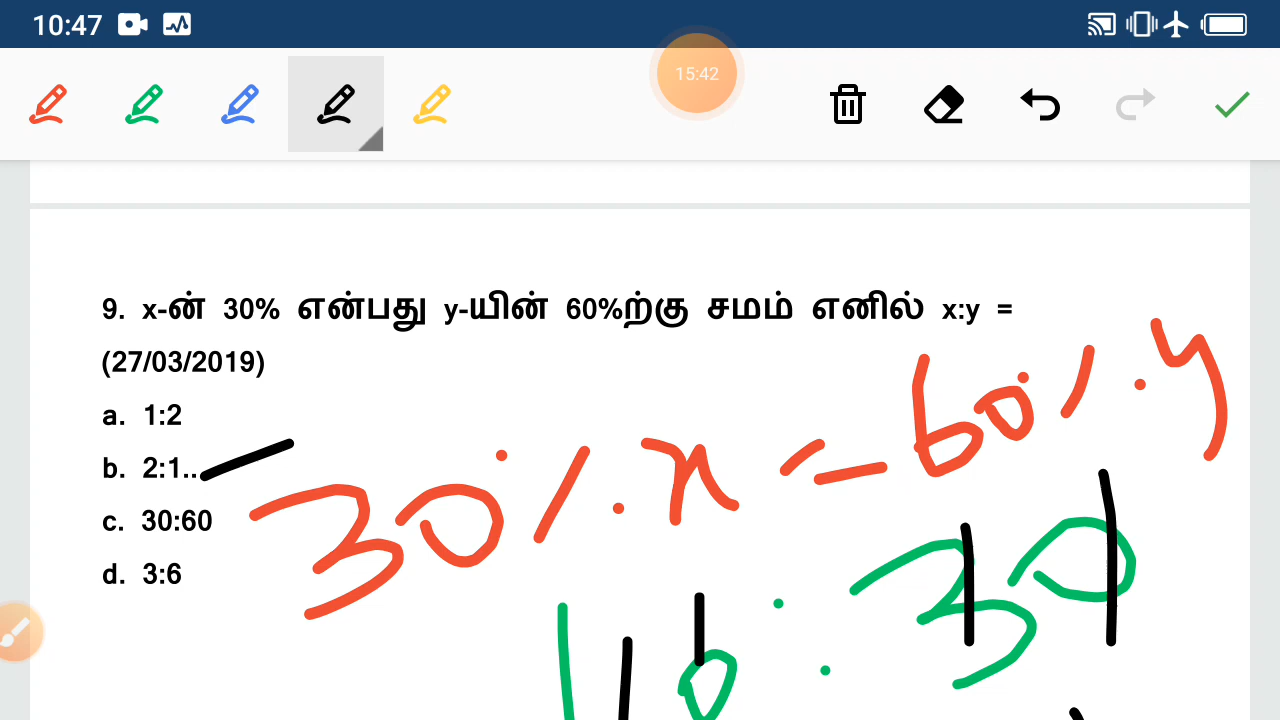 10:47
15:42
9. x-ன் 30% என்பது y-யின் 60%ற்கு சமம் எனில் x:y =
(27/03/2019)
a. 1:2
b. 2:1..
c. 30:60
d. 3:6
30% x = 60% y
: 30